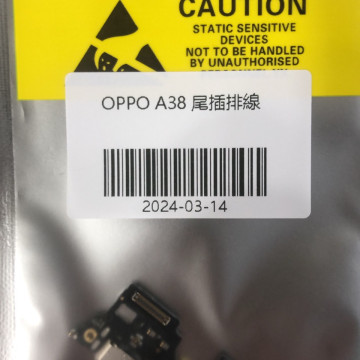 CAUTION
STATIC SENSITIVE
DEVICES
NOT TO BE HANDLED
BY UNAUTHORISED
OPPO A38 尾插排線
2024-03-14